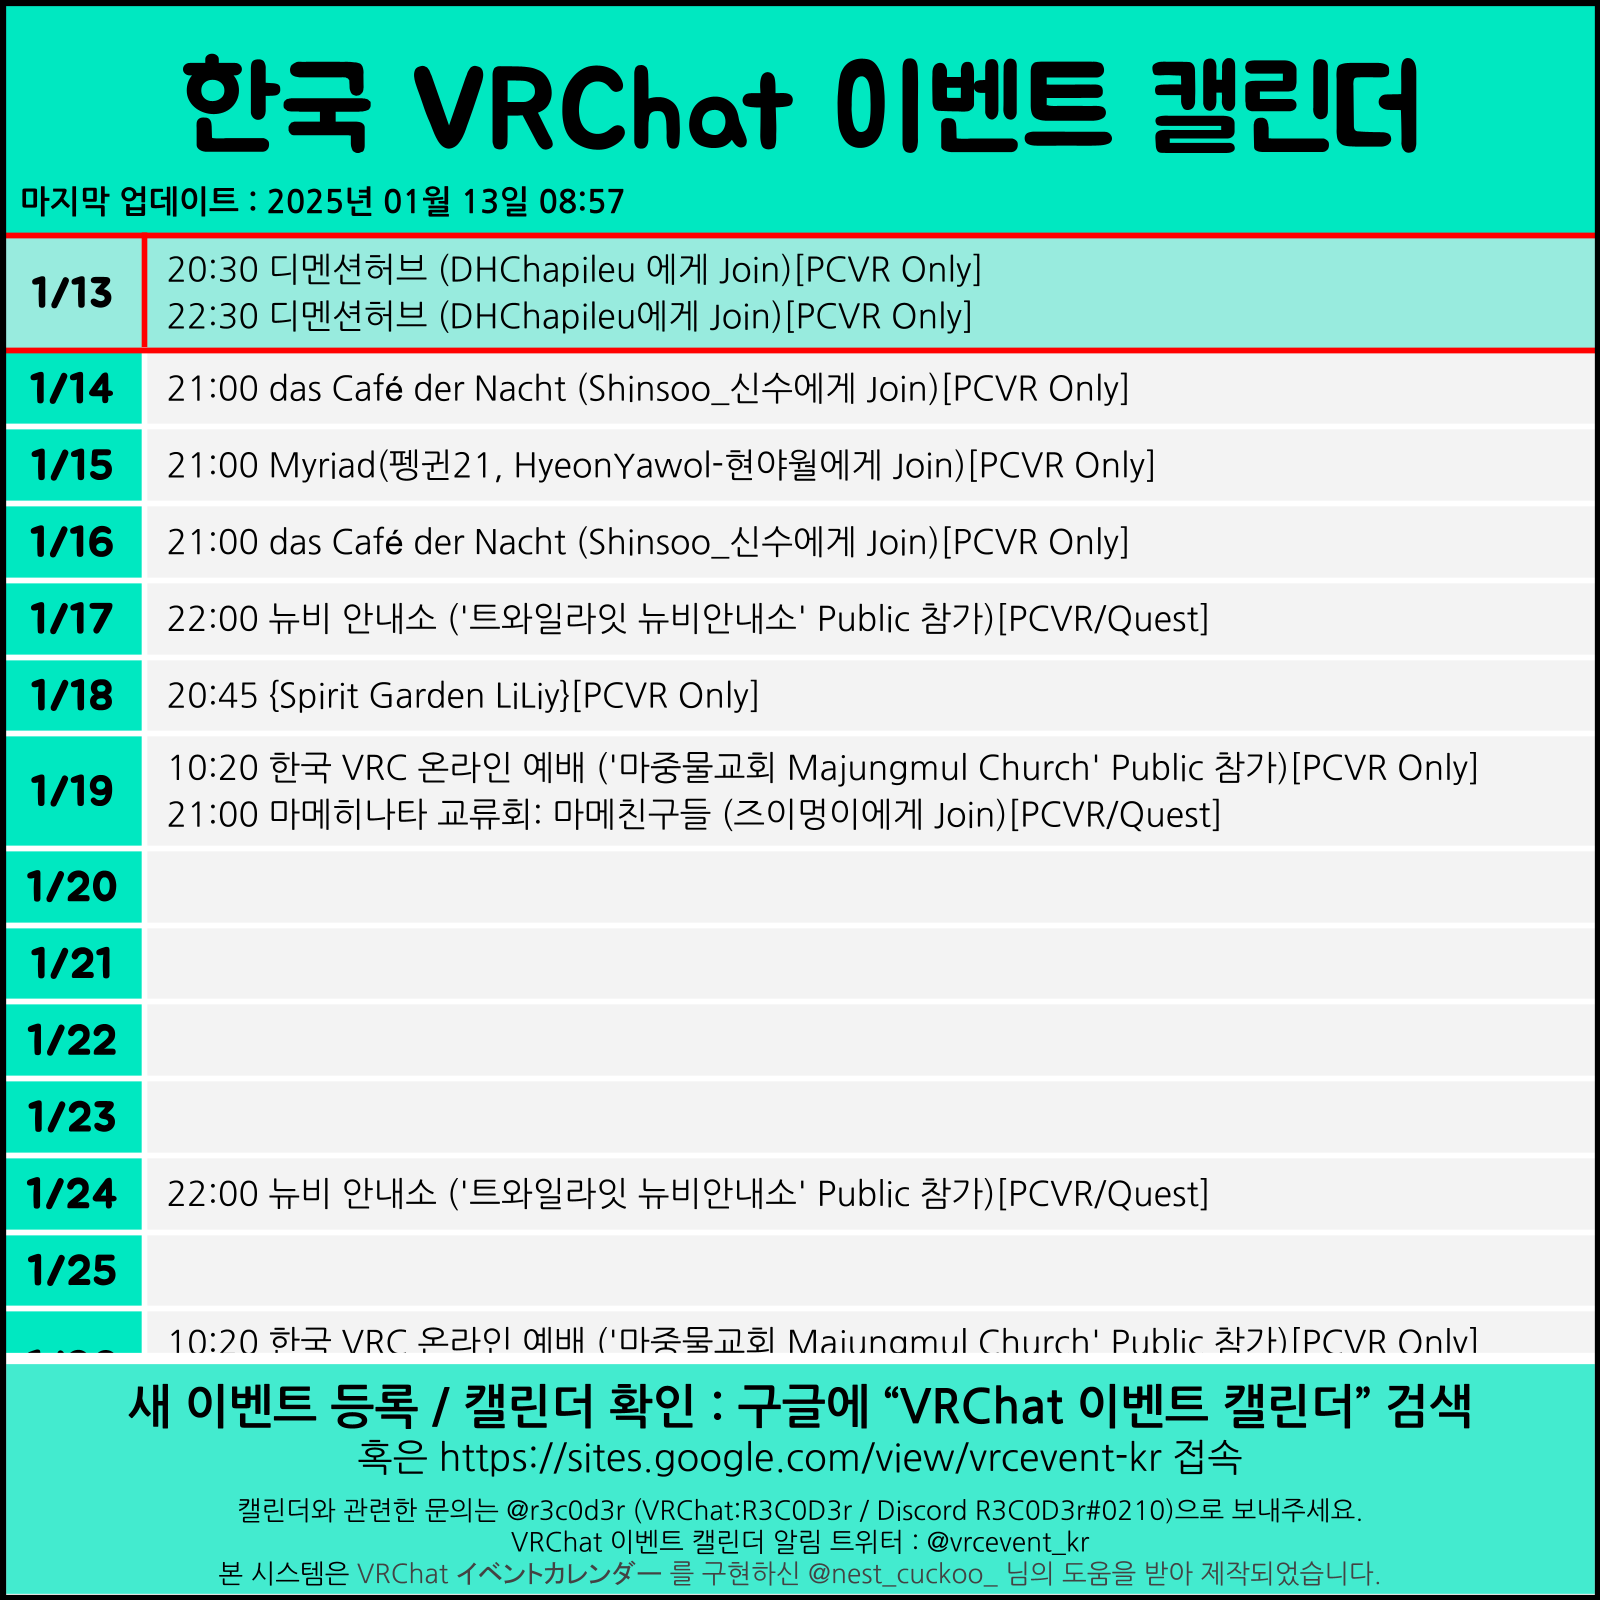 한국 VRChat 이벤트 캘린더
마지막 업데이트 : 2025년 01월 13일 08:57
1/13
20:30 디멘션허브 (DHChapileu 에게 Join)[PCVR Only]
22:30 디멘션허브 (DHChapileu에게 Join)[PCVR Only]
1/14
21:00 das Café der Nacht (Shinsoo_신수에게 Join)[PCVR Only]
1/15
21:00 Myriad(펭귄21, HyeonYawol-현야월에게 Join)[PCVR Only]
1/16
21:00 das Café der Nacht (Shinsoo_신수에게 Join)[PCVR Only]
1/17
22:00 뉴비 안내소 ('트와일라잇 뉴비안내소' Public 참가)[PCVR/Quest]
1/18
20:45 {Spirit Garden LiLiy}[PCVR Only]
1/19
10:20 한국 VRC 온라인 예배 ('마중물교회 Majungmul Church' Public 참가)[PCVR Only]
21:00 마메히나타 교류회: 마메친구들 (즈이멍이에게 Join)[PCVR/Quest]
1/20
1/21
1/22
1/23
1/24
22:00 뉴비 안내소 ('트와일라잇 뉴비안내소' Public 참가)[PCVR/Quest]
1/25
10:20 한국 VRC 온라인 예배 ('마중물교회 Majungmul Church' Public 참가)[PCVR Only]
새 이벤트 등록 / 캘린더 확인 : 구글에 “VRChat 이벤트 캘린더” 검색
혹은 https://sites.google.com/view/vrcevent-kr 접속
캘린더와 관련한 문의는 @r3c0d3r (VRChat:R3C0D3r / Discord R3C0D3r#0210)으로 보내주세요.
VRChat 이벤트 캘린더 알림 트위터 : @vrcevent_kr
본 시스템은 VRChat イベントカレンダー 를 구현하신 @nest_cuckoo_ 님의 도움을 받아 제작되었습니다.